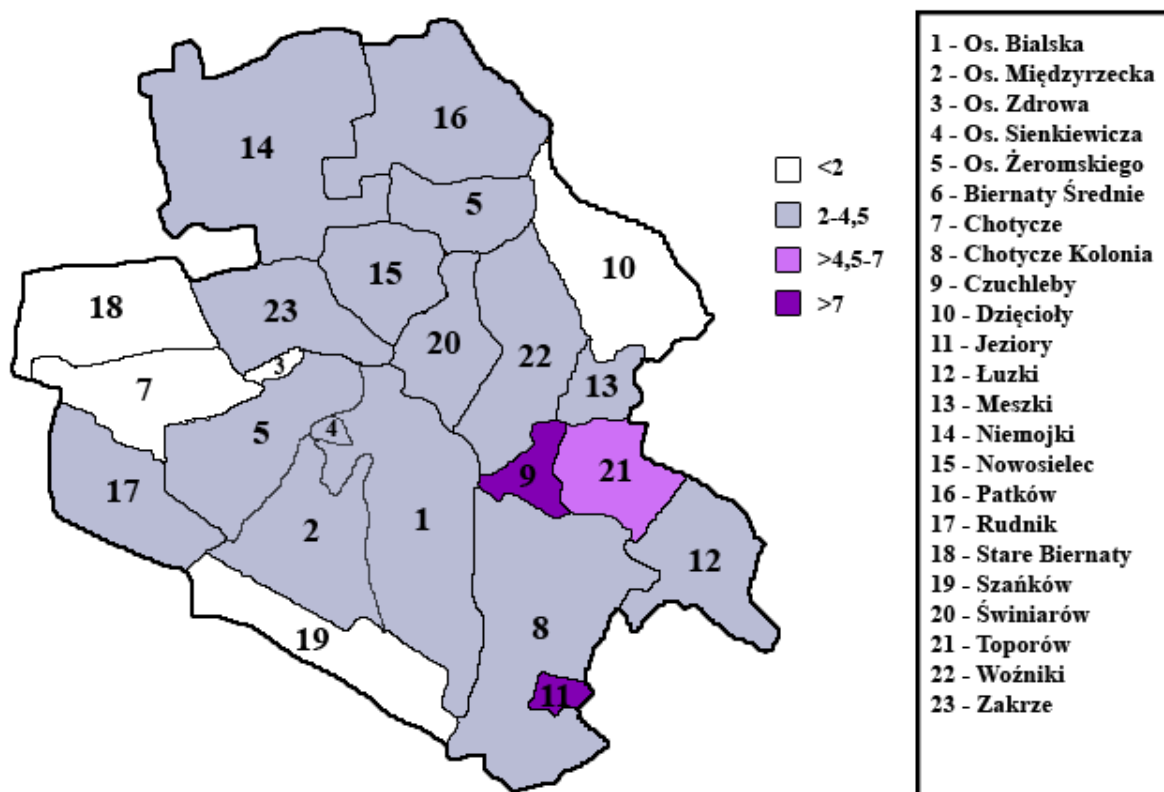 14
16
5
15
10
18
23
20
22
3
7
13
5
4
17
9
21
2
1
12
19
8
11
<2
2-4,5
>4,5-7
>7
1 - Os. Bialska
2 - Os. Międzyrzecka
3 - Os. Zdrowa
4 - Os. Sienkiewicza
5 - Os. Żeromskiego
6 - Biernaty Średnie
7 - Chotycze
8 - Chotycze Kolonia
9 - Czuchleby
10 - Dzięcioły
11 - Jeziory
12 - Łuzki
13 - Meszki
14 - Niemojki
15 - Nowosielec
16 - Patków
17 - Rudnik
18 - Stare Biernaty
19 - Szańków
20 - Świniarów
21 - Toporów
22 - Woźniki
23 - Zakrze